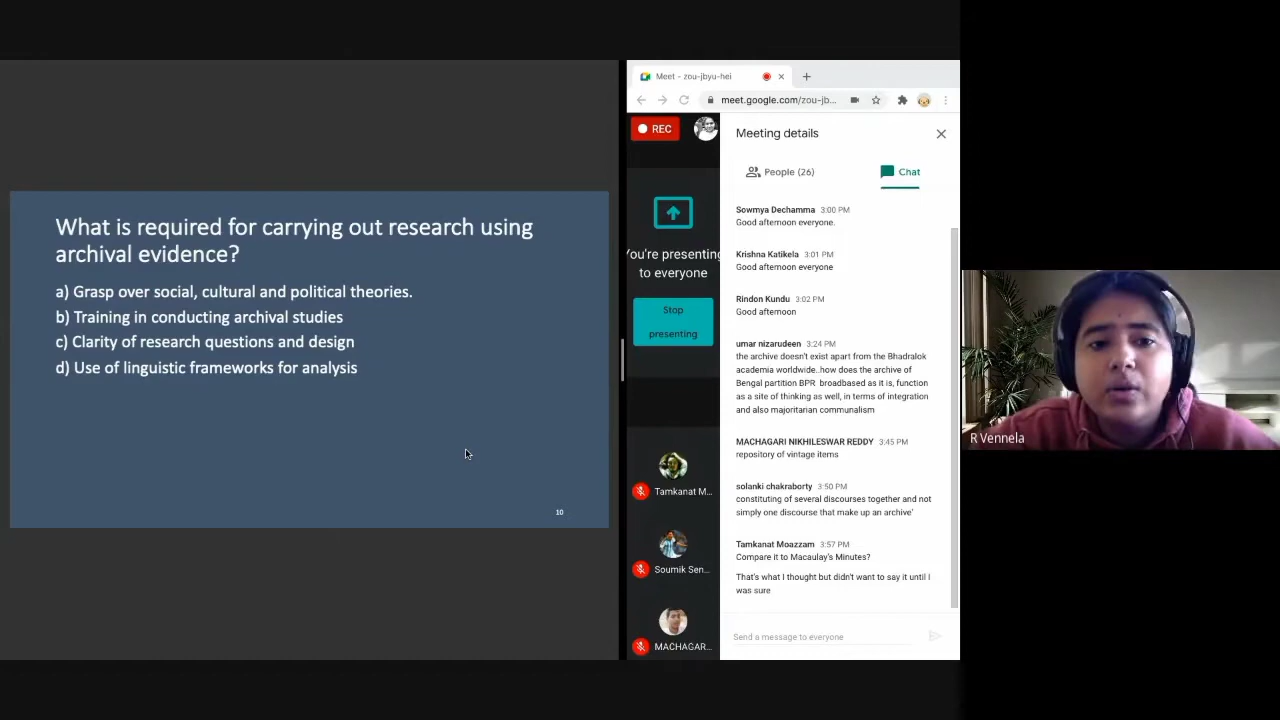 What is required for carrying out research using
archival evidence?
a) Grasp over social, cultural and political theories.
b) Training in conducting archival studies
c) Clarity of research questions and design
d) Use of linguistic frameworks for analysis
10
Meet - zou-jbyu-hei
meet.google.com/zou-jb...
REC
You're presenting
to everyone
Stop
presenting
Tamkanat M...
Soumik Sen...
MACHAGAR...
Meeting details
People (26)
Chat
Sowmya Dechamma 3:00 PM
Good afternoon everyone.
Krishna Katikela 3:01 PM
Good afternoon everyone
Rindon Kundu 3:02 PM
Good afternoon
umar nizarudeen 3:24 PM
the archive doesn't exist apart from the Bhadralok
academia worldwide..how does the archive of
Bengal partition BPR broadbased as it is, function
as a site of thinking as well, in terms of integration
and also majoritarian communalism
MACHAGARI NIKHILESWAR REDDY 3:45 PM
repository of vintage items
solanki chakraborty 3:50 PM
constituting of several discourses together and not
simply one discourse that make up an archive'
Tamkanat Moazzam 3:57 PM
Compare it to Macaulay's Minutes?
That's what I thought but didn't want to say it until I
was sure
Send a message to everyone
R Vennela